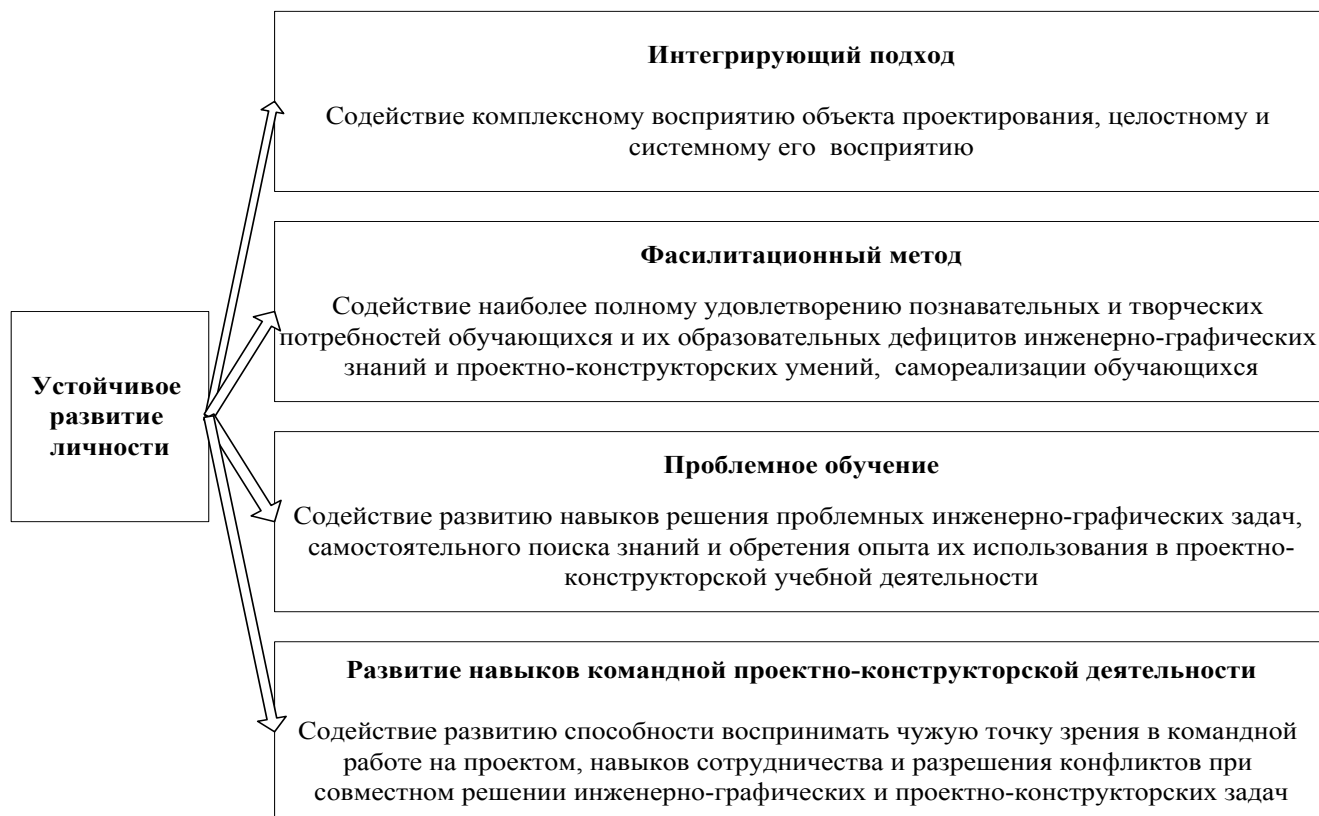 Устойчивое
развитие
личности
Интегрирующий подход
Содействие комплексному восприятию объекта проектирования, целостному и
системному его восприятию
Фасилитационный метод
Содействие наиболее полному удовлетворению познавательных и творческих
потребностей обучающихся и их образовательных дефицитов инженерно-графических
знаний и проектно-конструкторских умений, самореализации обучающихся
Проблемное обучение
Содействие развитию навыков решения проблемных инженерно-графических задач,
самостоятельного поиска знаний и обретения опыта их использования в проектно-
конструкторской учебной деятельности
Развитие навыков командной проектно-конструкторской деятельности
Содействие развитию способности воспринимать чужую точку зрения в командной
работе на проектом, навыков сотрудничества и разрешения конфликтов при
совместном решении инженерно-графических и проектно-конструкторских задач